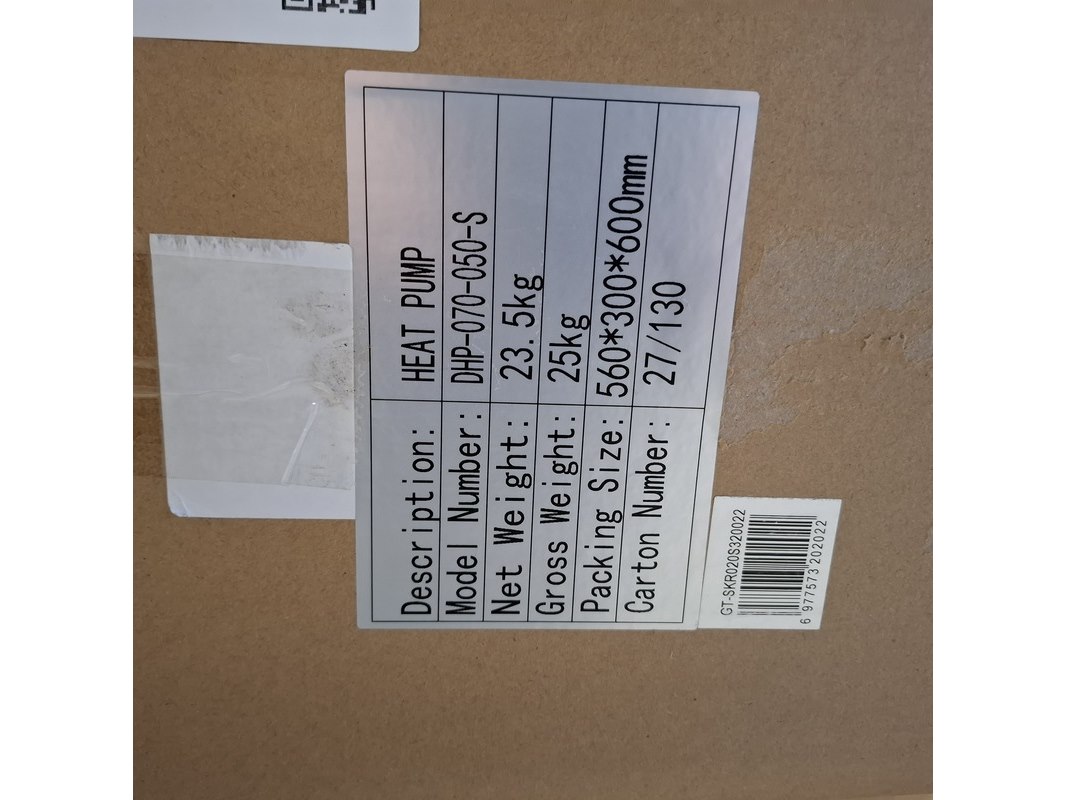 Description: HEAT PUMP
Model Number: DHP-070-050-S
Net Weight: 23.5kg
Gross Weight: 25kg
Packing Size: 560*300*600mm
Carton Number: 27/130
GT-SKR020S320022
6 977573 202022